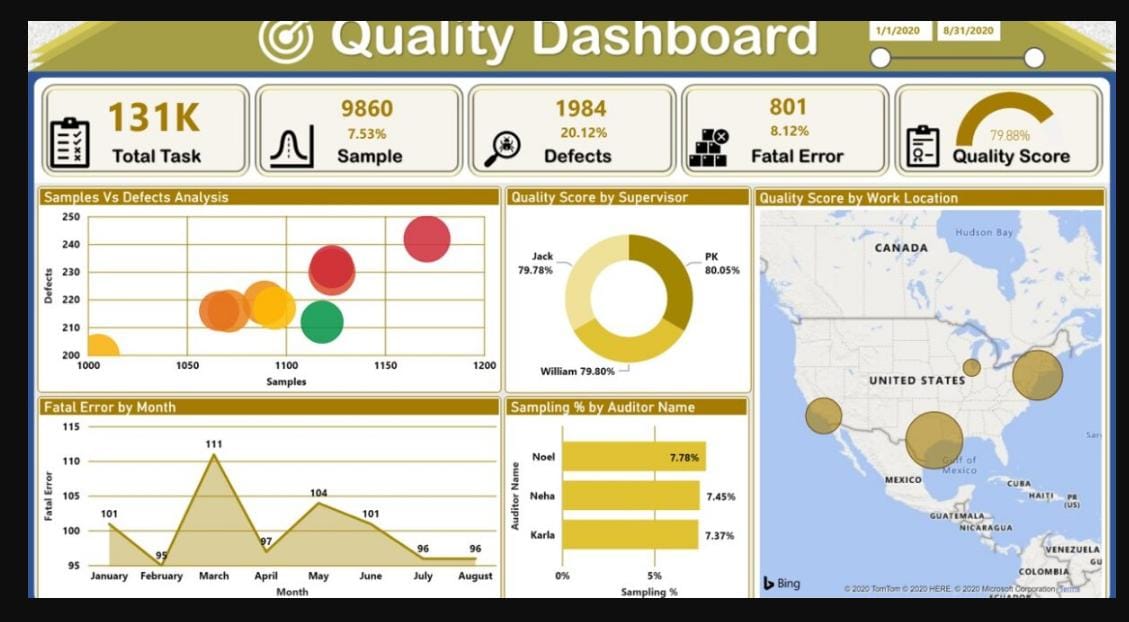 Quality Dashboard
1/1/2020 8/31/2020
131K
Total Task
9860
7.53%
Sample
1984
20.12%
Defects
801
8.12%
Fatal Error
79.88%
Quality Score
Samples Vs Defects Analysis
Defects
250
240
230
220
210
200
1000 1050 1100 1150 1200
Samples
Quality Score by Supervisor
Jack
79.78%
PK
80.05%
William 79.80%
Quality Score by Work Location
Hudson Bay
CANADA
UNITED STATES
Gulf of
Mexico
MEXICO
CUBA
HAITI
PR
(US)
GUATEMALA
NICARAGUA
VENEZUELA
GU
COLOMBIA
Bing
© 2020 TomTom © 2020 HERE, © 2020 Microsoft Corporation Terms
Fatal Error by Month
Fatal Error
115
110
105
100
95
101
95
111
97
104
101
96
96
January February March April May June July August
Month
Sampling % by Auditor Name
Auditor Name
Noel 7.78%
Neha 7.45%
Karla 7.37%
0% 5%
Sampling %